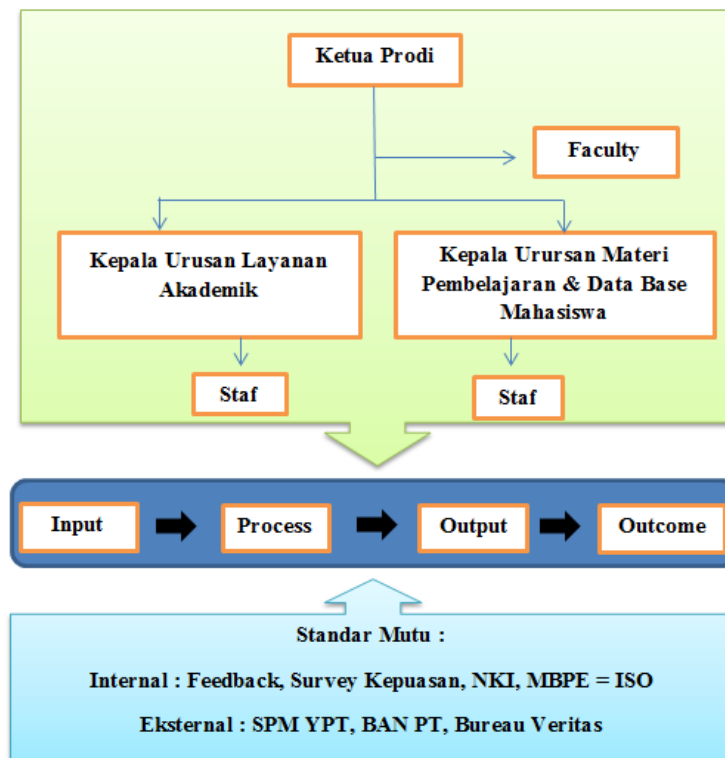 Ketua Prodi
Faculty
Kepala Urusan Layanan
Akademik
Kepala Urursan Materi
Pembelajaran & Data Base
Mahasiswa
Staf
Staf
Input
Process
Output
Outcome
Standar Mutu :
Internal : Feedback, Survey Kepuasan, NKI, MBPE = ISO
Eksternal : SPM YPT, BAN PT, Bureau Veritas